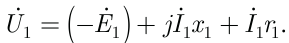 U̇₁ = (−Ė₁) + jİ₁x₁ + İ₁r₁.